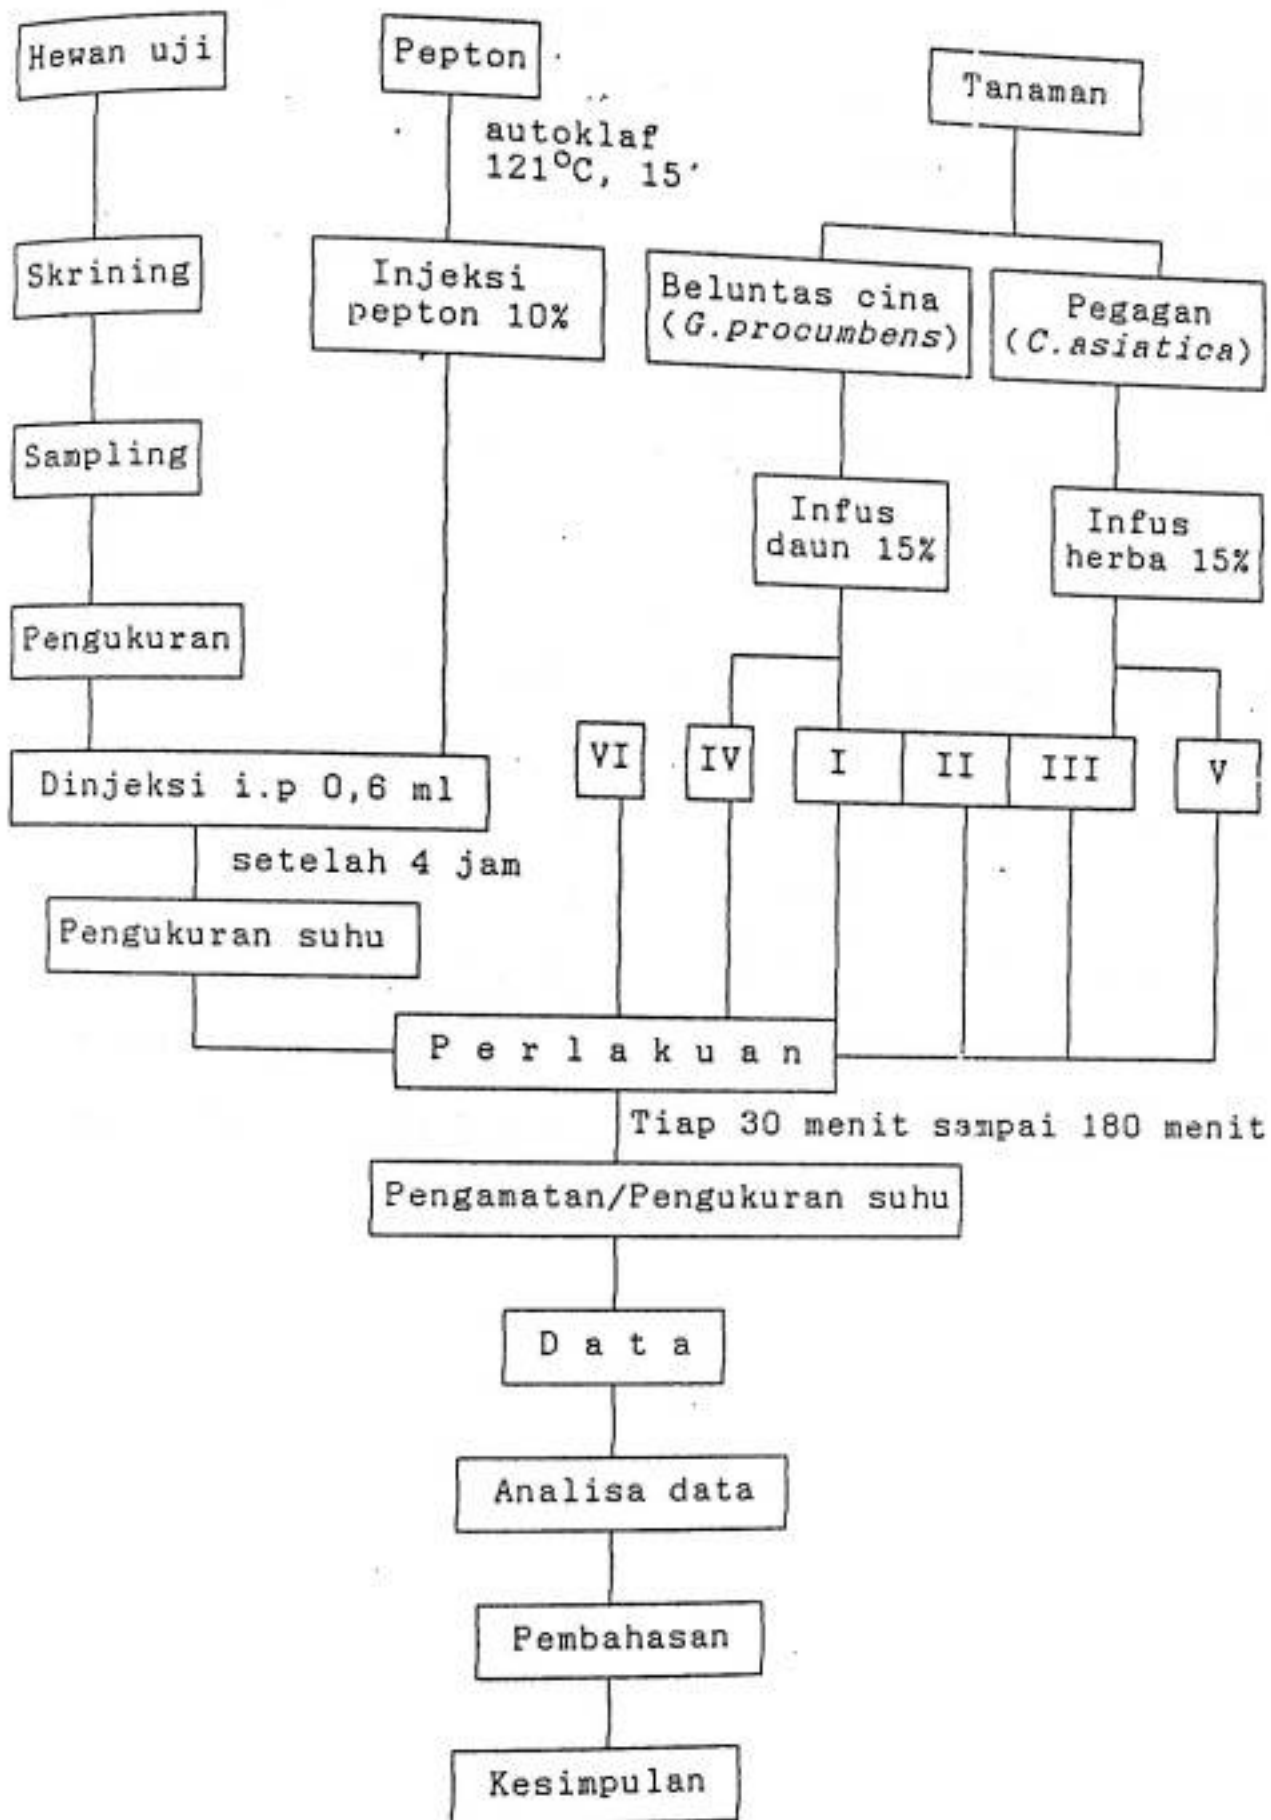 Hewan uji
Pepton
Tanaman
autoklaf
121°C, 15'
Skrining
Injeksi
pepton 10%
Beluntas cina
(G.procumbens)
Pegagan
(C.asiatica)
Sampling
Infus
daun 15%
Infus
herba 15%
Pengukuran
VI
IV
I
II
III
V
Dinjeksi i.p 0,6 ml
setelah 4 jam
Pengukuran suhu
P e r l a k u a n
Tiap 30 menit sampai 180 menit
Pengamatan/Pengukuran suhu
D a t a
Analisa data
Pembahasan
Kesimpulan